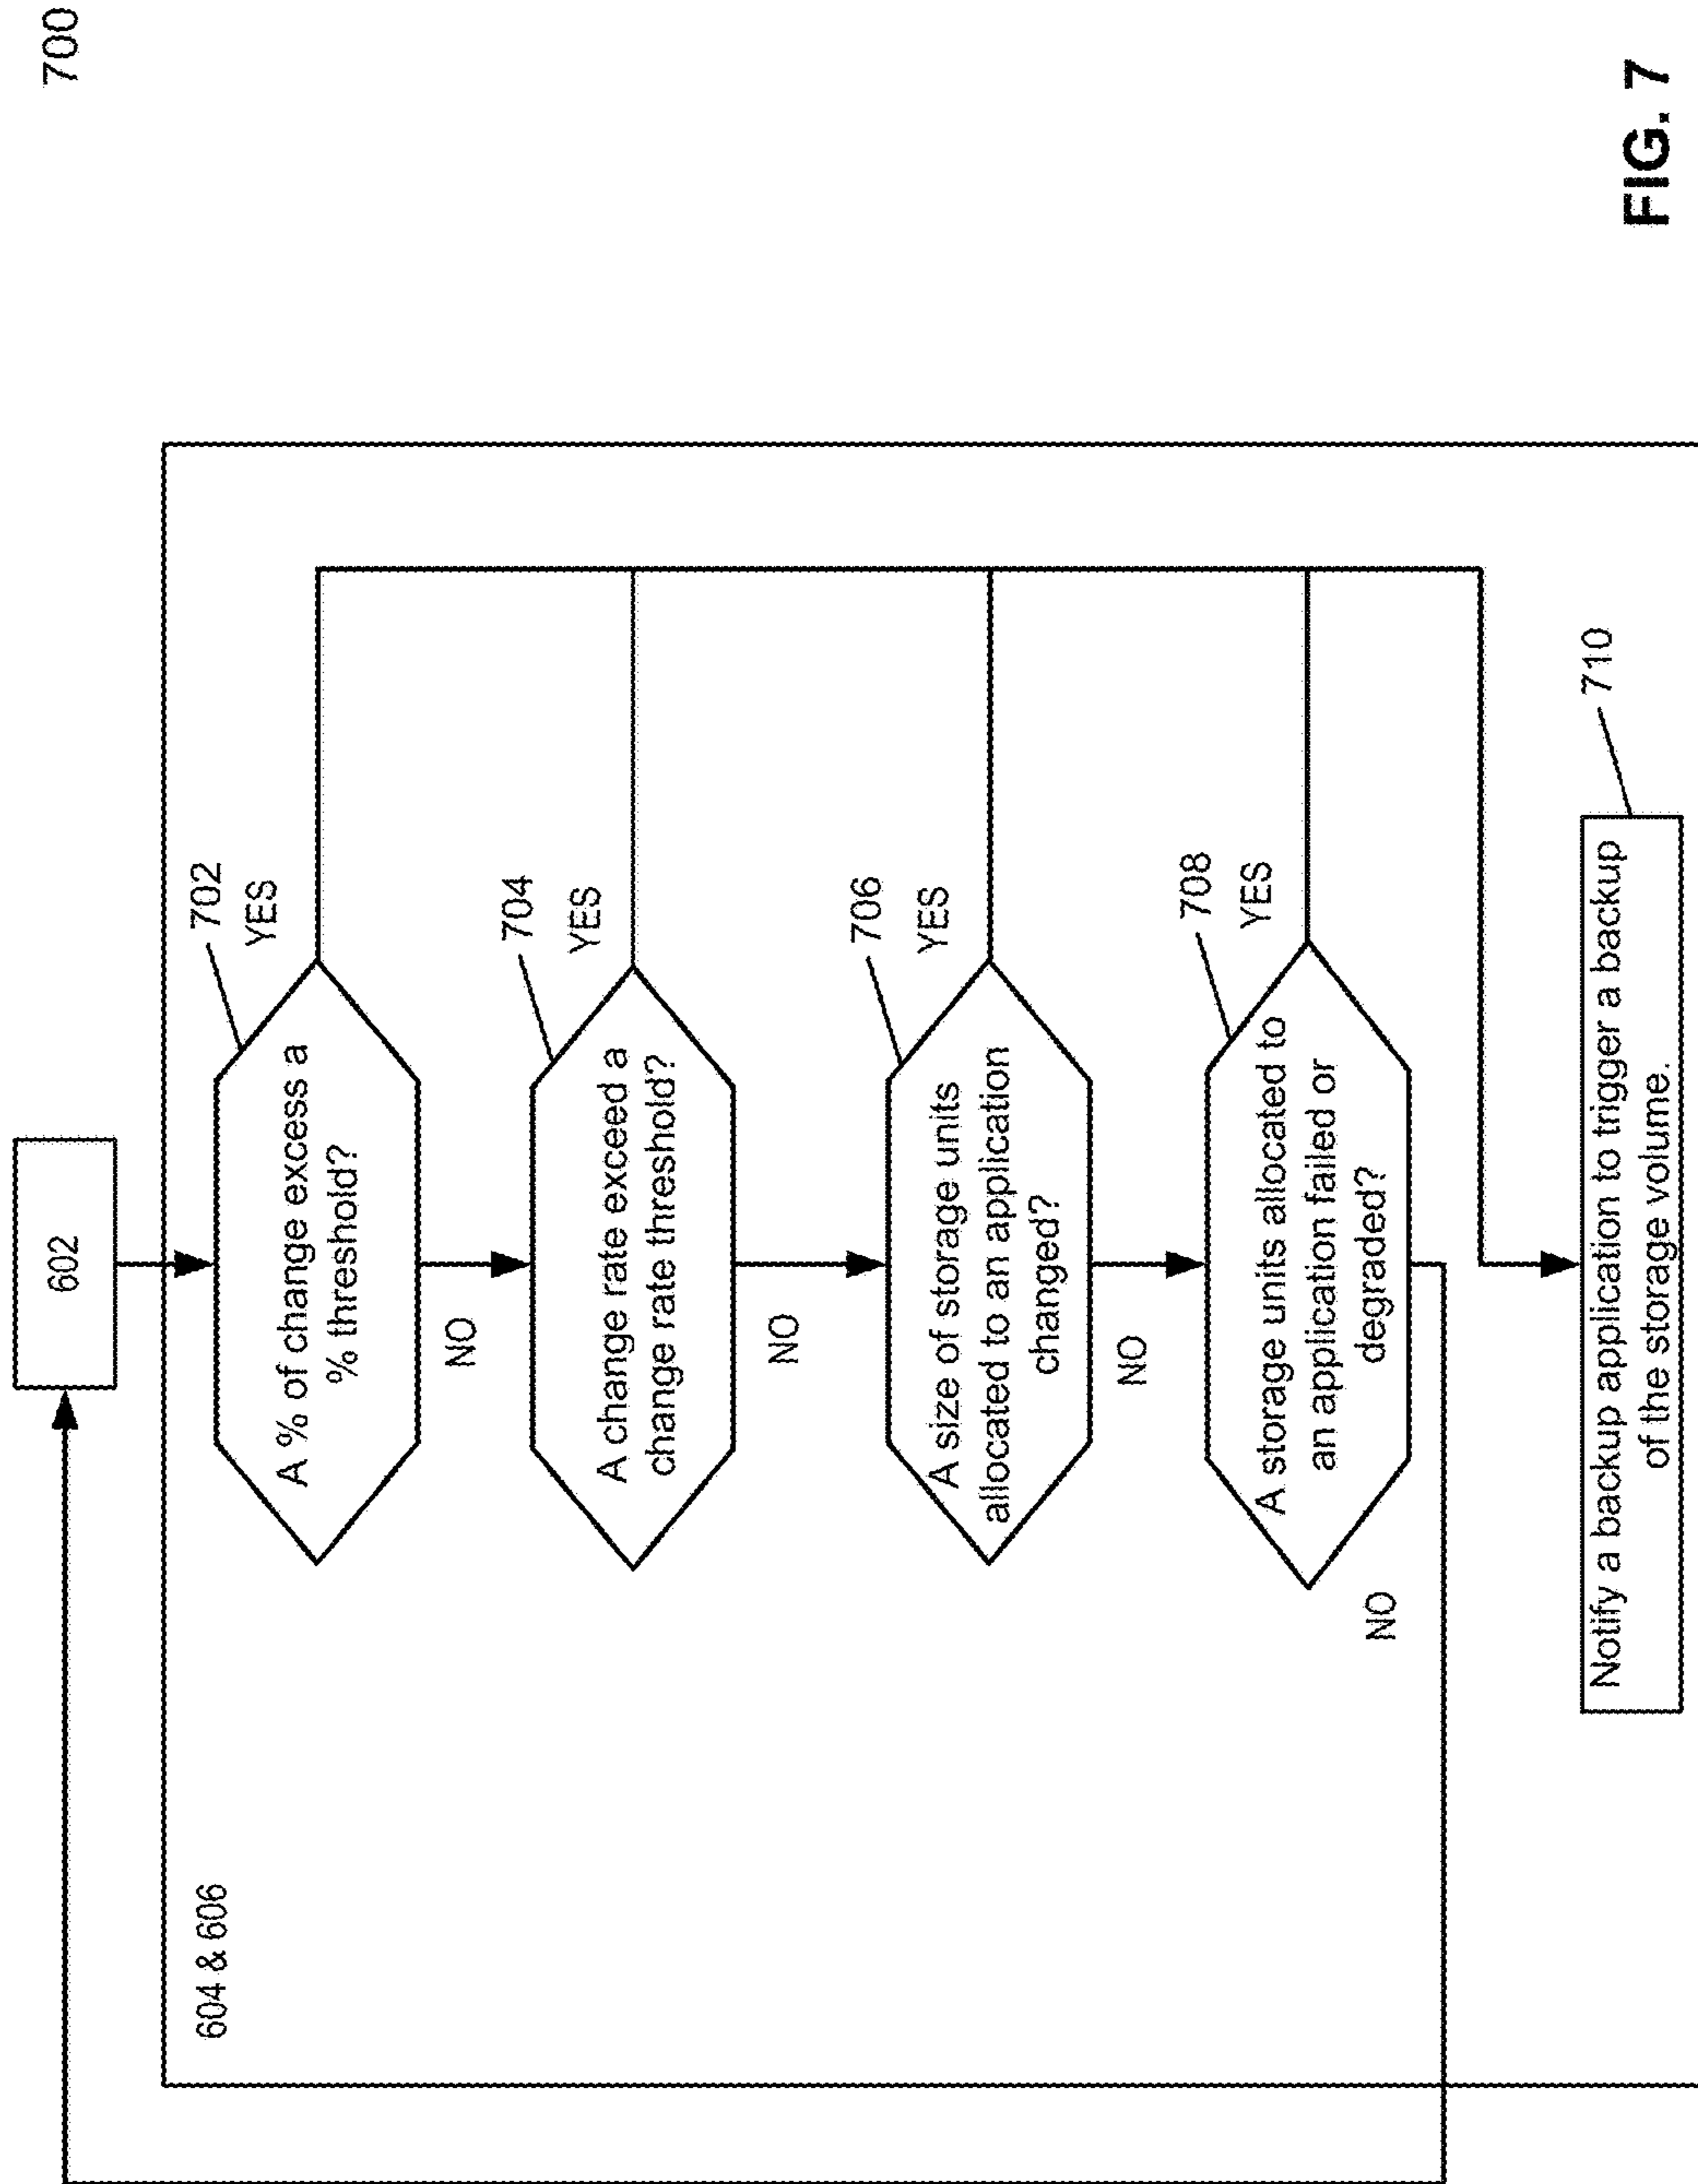 700
602
604 & 606
702
YES
A % of change excess a
% threshold?
NO
704
YES
A change rate exceed a
change rate threshold?
NO
706
YES
A size of storage units
allocated to an application
changed?
NO
708
YES
A storage units allocated to
an application failed or
degraded?
NO
710
Notify a backup application to trigger a backup
of the storage volume.
FIG. 7